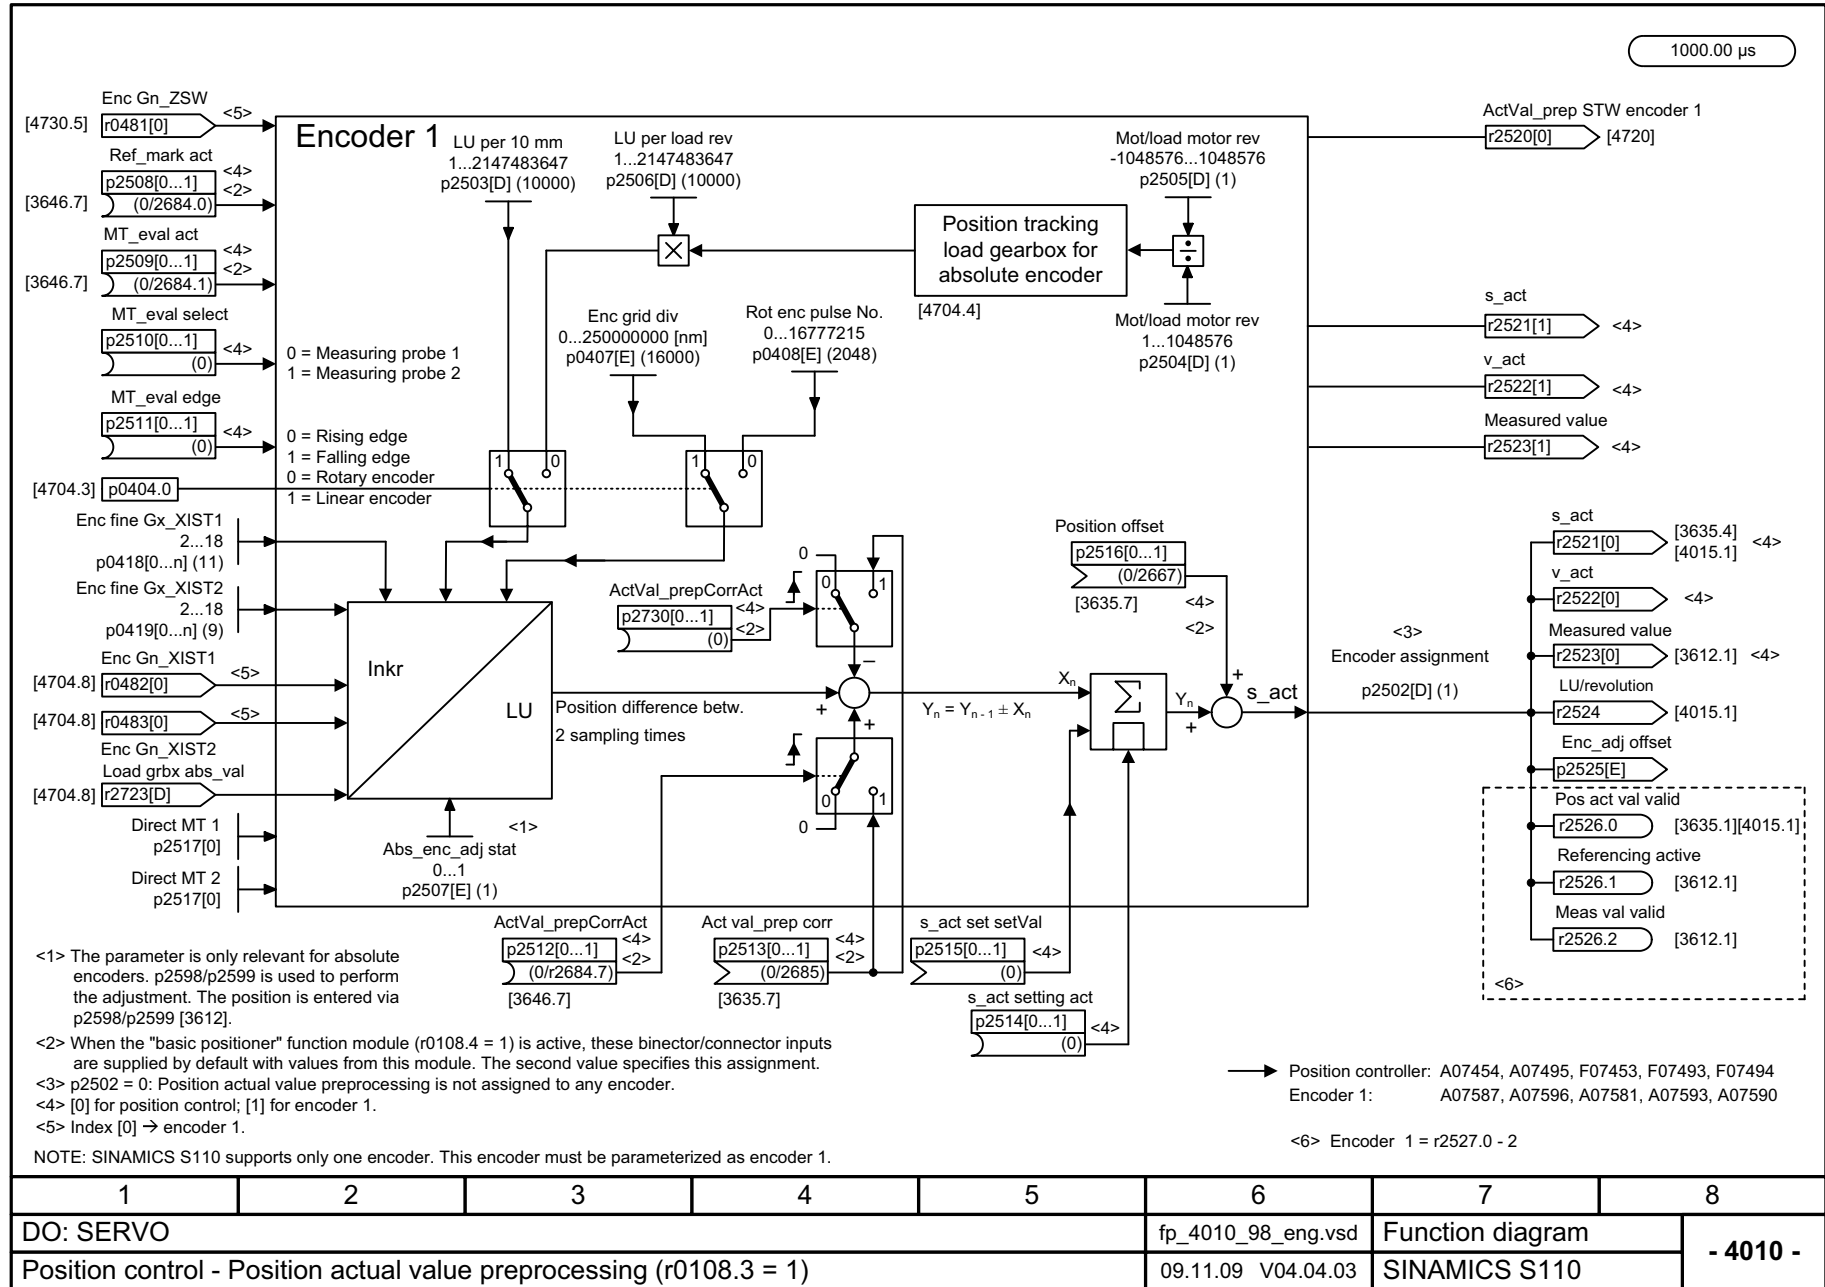 1000.00 µs
Enc Gn_ZSW
<5>
[4730.5]
r0481[0]
Ref_mark act
<4>
p2508[0...1]
<2>
[3646.7]
(0/2684.0)
MT_eval act
<4>
p2509[0...1]
<2>
[3646.7]
(0/2684.1)
MT_eval select
p2510[0...1]
<4>
(0)
0 = Measuring probe 1
1 = Measuring probe 2
MT_eval edge
p2511[0...1]
<4>
(0)
0 = Rising edge
1 = Falling edge
0 = Rotary encoder
1 = Linear encoder
[4704.3]
p0404.0
Enc fine Gx_XIST1
2...18
p0418[0...n] (11)
Enc fine Gx_XIST2
2...18
p0419[0...n] (9)
Enc Gn_XIST1
<5>
[4704.8]
r0482[0]
[4704.8]
r0483[0]
<5>
Enc Gn_XIST2
Load grbx abs_val
[4704.8]
r2723[D]
Direct MT 1
p2517[0]
Direct MT 2
p2517[0]
Encoder 1
LU per 10 mm
1...2147483647
p2503[D] (10000)
LU per load rev
1...2147483647
p2506[D] (10000)
Mot/load motor rev
-1048576...1048576
p2505[D] (1)
Position tracking
load gearbox for
absolute encoder
[4704.4]
Mot/load motor rev
1...1048576
p2504[D] (1)
Enc grid div
0...250000000 [nm]
p0407[E] (16000)
Rot enc pulse No.
0...16777215
p0408[E] (2048)
1
0
1
0
Inkr
LU
Position difference betw.
2 sampling times
<1>
Abs_enc_adj stat
0...1
p2507[E] (1)
ActVal_prepCorrAct
<4>
p2730[0...1]
<2>
(0)
0
0
1
–
+
+
0
1
0
Yn = Yn - 1 ± Xn
Xn
Σ
Yn
+
+
s_act
Position offset
p2516[0...1]
(0/2667)
[3635.7]
<4>
<2>
<3>
Encoder assignment
p2502[D] (1)
ActVal_prep STW encoder 1
r2520[0]
[4720]
s_act
r2521[1]
<4>
v_act
r2522[1]
<4>
Measured value
r2523[1]
<4>
s_act
r2521[0]
[3635.4]
[4015.1]
<4>
v_act
r2522[0]
<4>
Measured value
r2523[0]
[3612.1]
<4>
LU/revolution
r2524
[4015.1]
Enc_adj offset
p2525[E]
Pos act val valid
r2526.0
[3635.1][4015.1]
Referencing active
r2526.1
[3612.1]
Meas val valid
r2526.2
[3612.1]
<6>
ActVal_prepCorrAct
p2512[0...1]
<4>
<2>
(0/r2684.7)
[3646.7]
Act val_prep corr
p2513[0...1]
<4>
<2>
(0/2685)
[3635.7]
s_act set setVal
p2515[0...1]
<4>
(0)
s_act setting act
p2514[0...1]
<4>
(0)
<1> The parameter is only relevant for absolute
encoders. p2598/p2599 is used to perform
the adjustment. The position is entered via
p2598/p2599 [3612].
<2> When the "basic positioner" function module (r0108.4 = 1) is active, these binector/connector inputs
are supplied by default with values from this module. The second value specifies this assignment.
<3> p2502 = 0: Position actual value preprocessing is not assigned to any encoder.
<4> [0] for position control; [1] for encoder 1.
<5> Index [0] → encoder 1.
NOTE: SINAMICS S110 supports only one encoder. This encoder must be parameterized as encoder 1.
Position controller: A07454, A07495, F07453, F07493, F07494
Encoder 1: A07587, A07596, A07581, A07593, A07590
<6> Encoder 1 = r2527.0 - 2
1 2 3 4 5 6 7 8
DO: SERVO
fp_4010_98_eng.vsd
Function diagram
- 4010 -
Position control - Position actual value preprocessing (r0108.3 = 1)
09.11.09 V04.04.03
SINAMICS S110